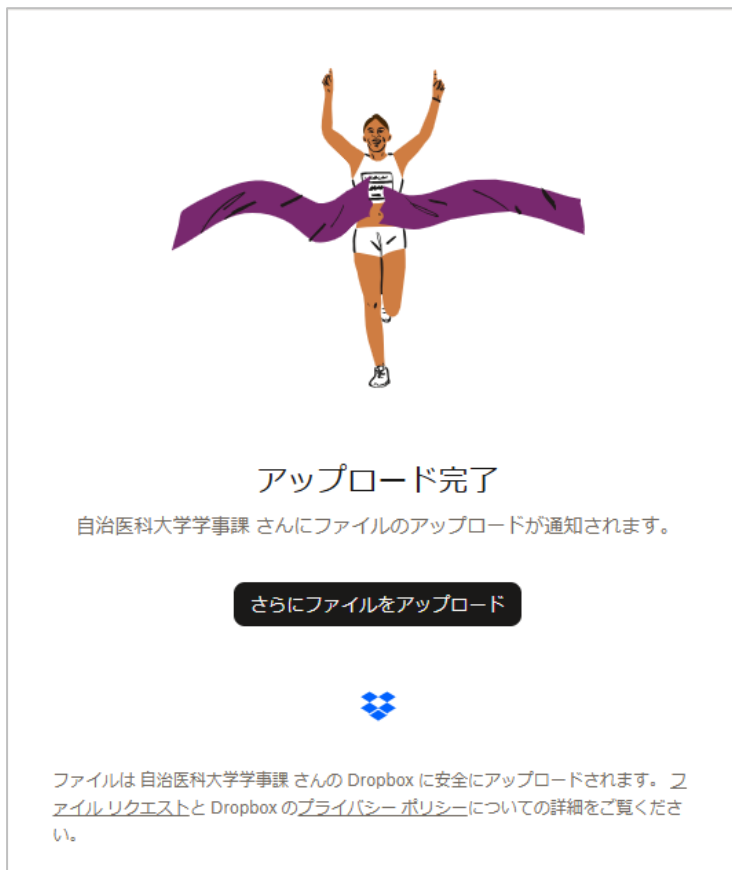 アップロード完了
自治医科大学学事課 さんにファイルのアップロードが通知されます。
さらにファイルをアップロード
ファイルは 自治医科大学学事課 さんの Dropbox に安全にアップロードされます。 フ
ァイル リクエストと Dropbox のプライバシー ポリシーについての詳細をご覧くださ
い。